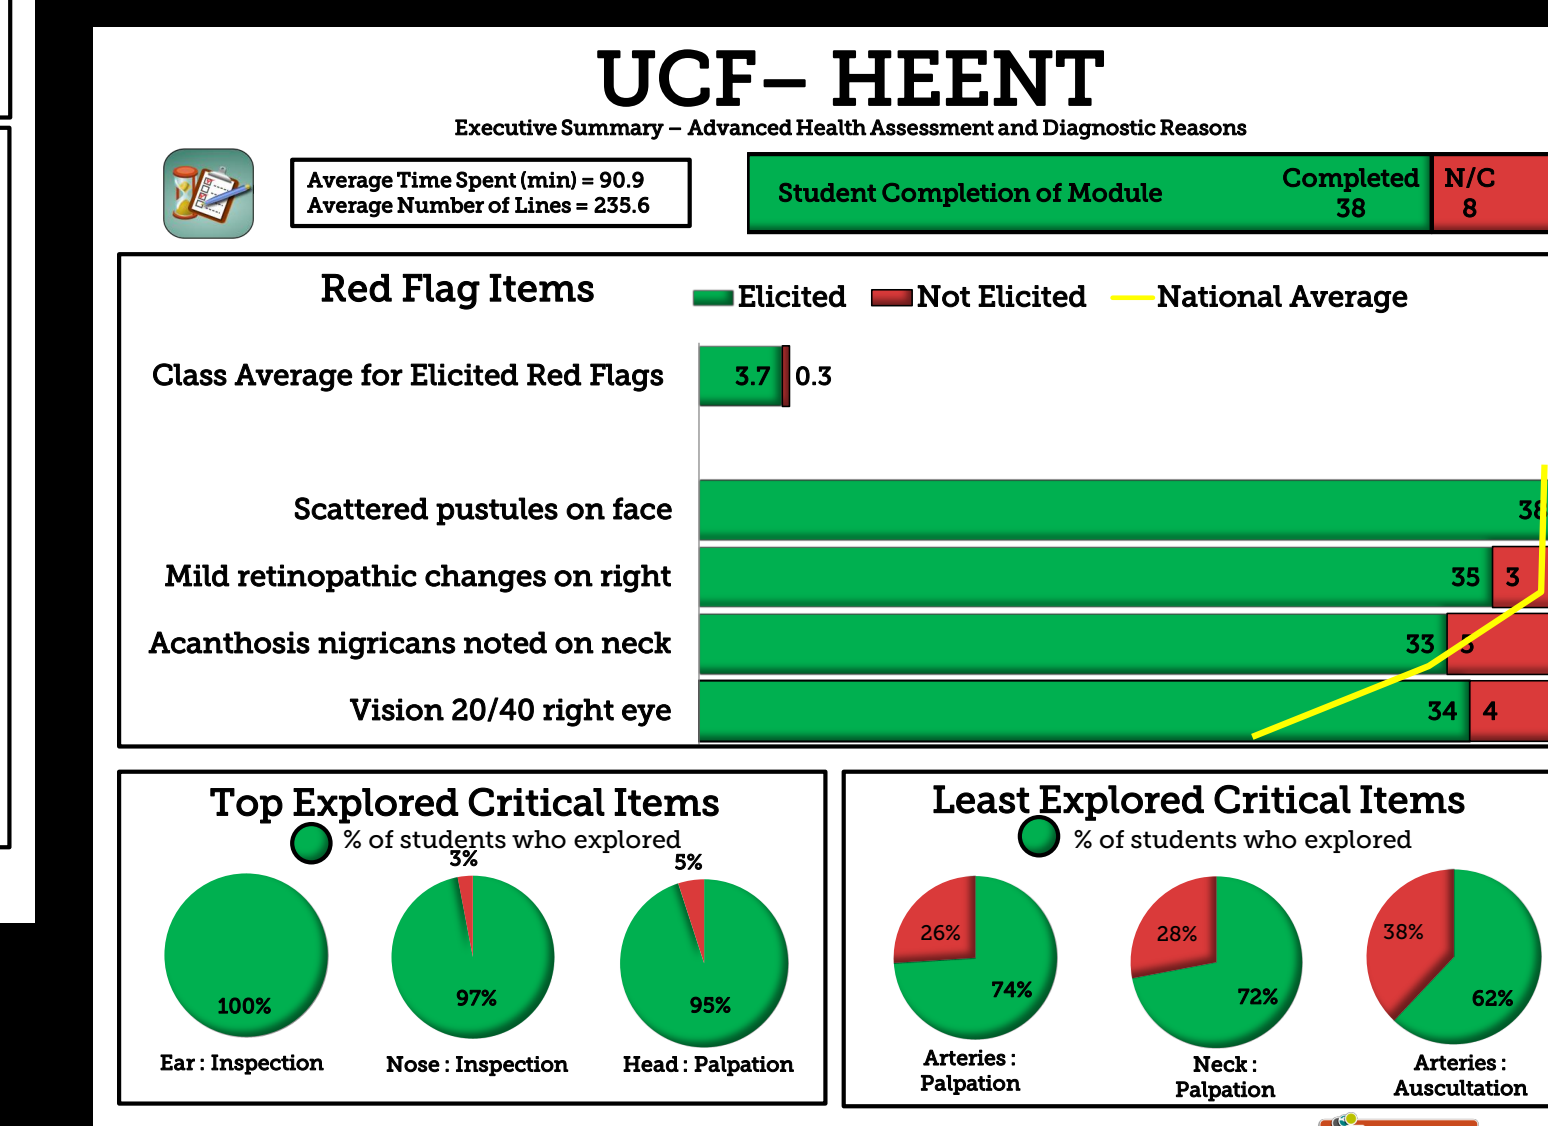 UCF– HEENT
Executive Summary – Advanced Health Assessment and Diagnostic Reasons
Average Time Spent (min) = 90.9
Average Number of Lines = 235.6
Student Completion of Module
Completed
38
N/C
8
Red Flag Items
Elicited
Not Elicited
National Average
Class Average for Elicited Red Flags
3.7
0.3
Scattered pustules on face
38
Mild retinopathic changes on right
35
3
Acanthosis nigricans noted on neck
33
5
Vision 20/40 right eye
34
4
Top Explored Critical Items
% of students who explored
100%
Ear : Inspection
3%
97%
Nose : Inspection
5%
95%
Head : Palpation
Least Explored Critical Items
% of students who explored
26%
74%
Arteries :
Palpation
28%
72%
Neck :
Palpation
38%
62%
Arteries :
Auscultation